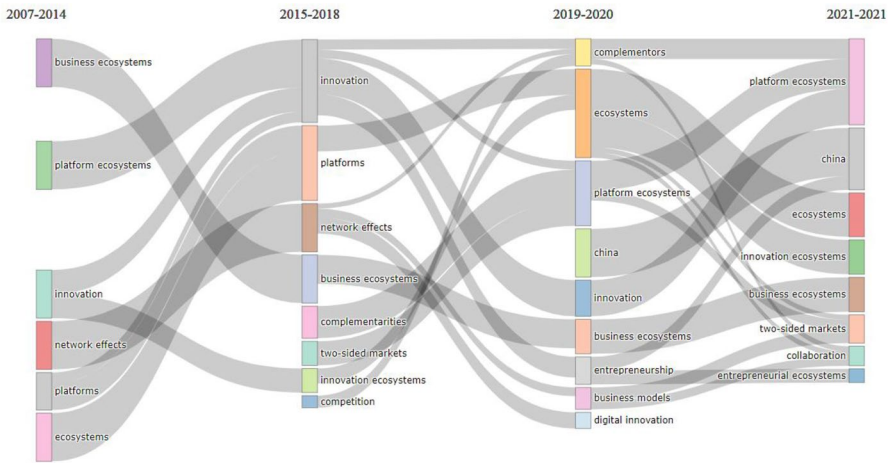 2007-2014
2015-2018
2019-2020
2021-2021
business ecosystems
platform ecosystems
innovation
network effects
platforms
ecosystems
innovation
platforms
network effects
business ecosystems
complementarities
two-sided markets
innovation ecosystems
competition
complementors
ecosystems
platform ecosystems
china
innovation
business ecosystems
entrepreneurship
business models
digital innovation
platform ecosystems
china
ecosystems
innovation ecosystems
business ecosystems
two-sided markets
collaboration
entrepreneurial ecosystems